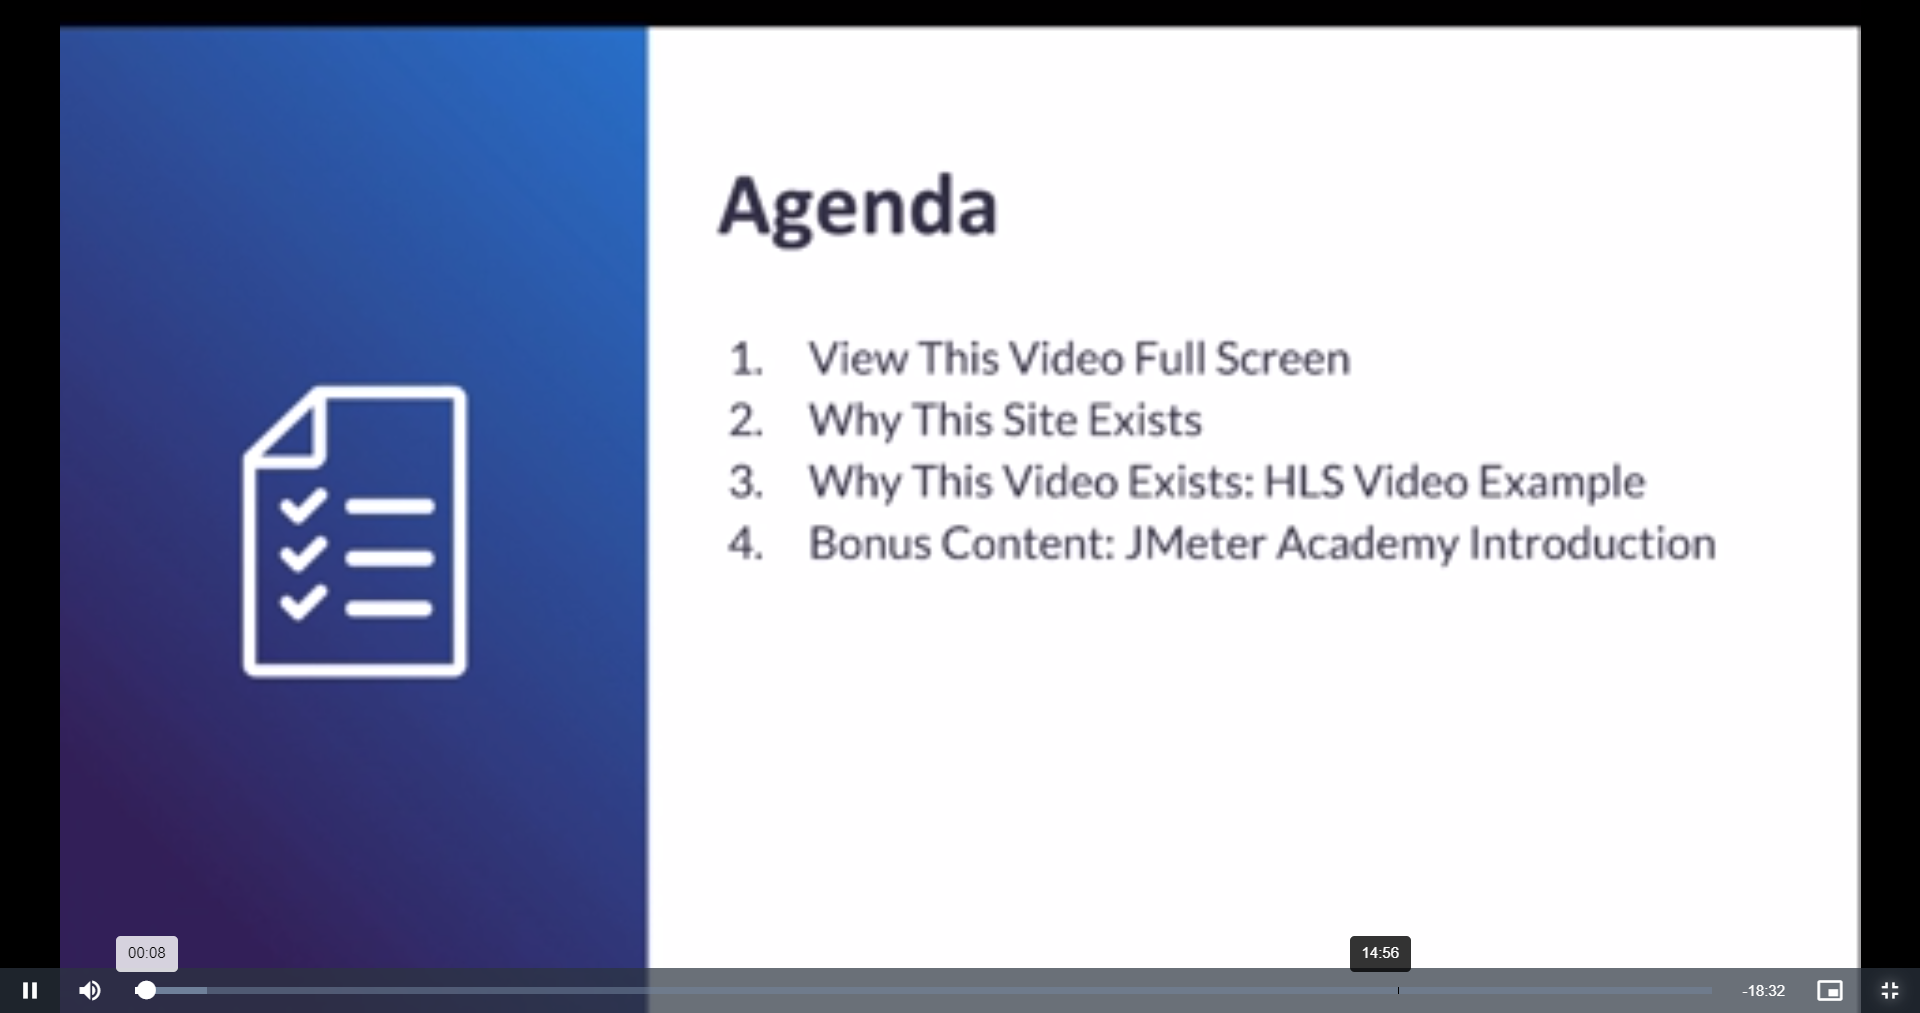 Agenda
1. View This Video Full Screen
2. Why This Site Exists
3. Why This Video Exists: HLS Video Example
4. Bonus Content: JMeter Academy Introduction
00:08
14:56
-18:32